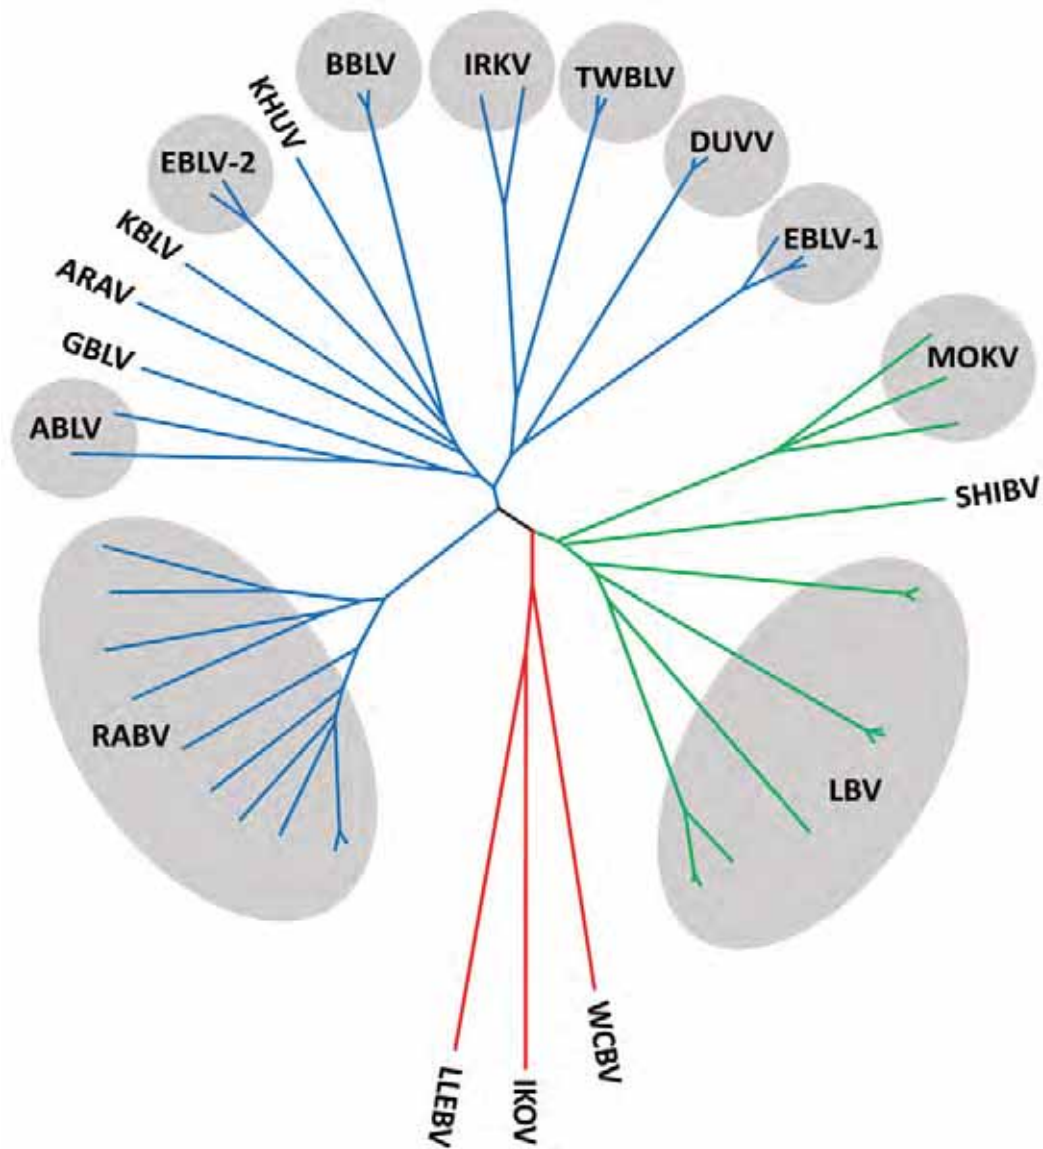 BBLV
IRKV
TWBLV
KHUV
DUVV
EBLV-2
KBLV
EBLV-1
ARAV
GBLV
MOKV
ABLV
SHIBV
RABV
LBV
WCBV
LLEBV
IKOV